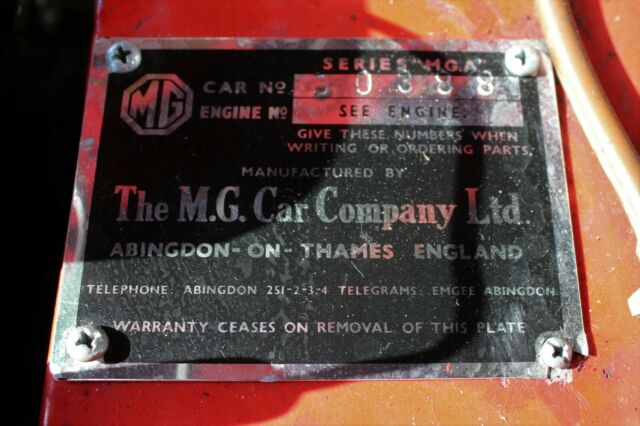 SERIES "M.G.A"
MG
CAR No 50388
ENGINE No SEE ENGINE.
GIVE THESE NUMBERS WHEN
WRITING OR ORDERING PARTS.
MANUFACTURED BY
The M.G. Car Company Ltd
ABINGDON-ON-THAMES ENGLAND
TELEPHONE: ABINGDON 251-2-3-4 TELEGRAMS: EMGEE ABINGDON
WARRANTY CEASES ON REMOVAL OF THIS PLATE